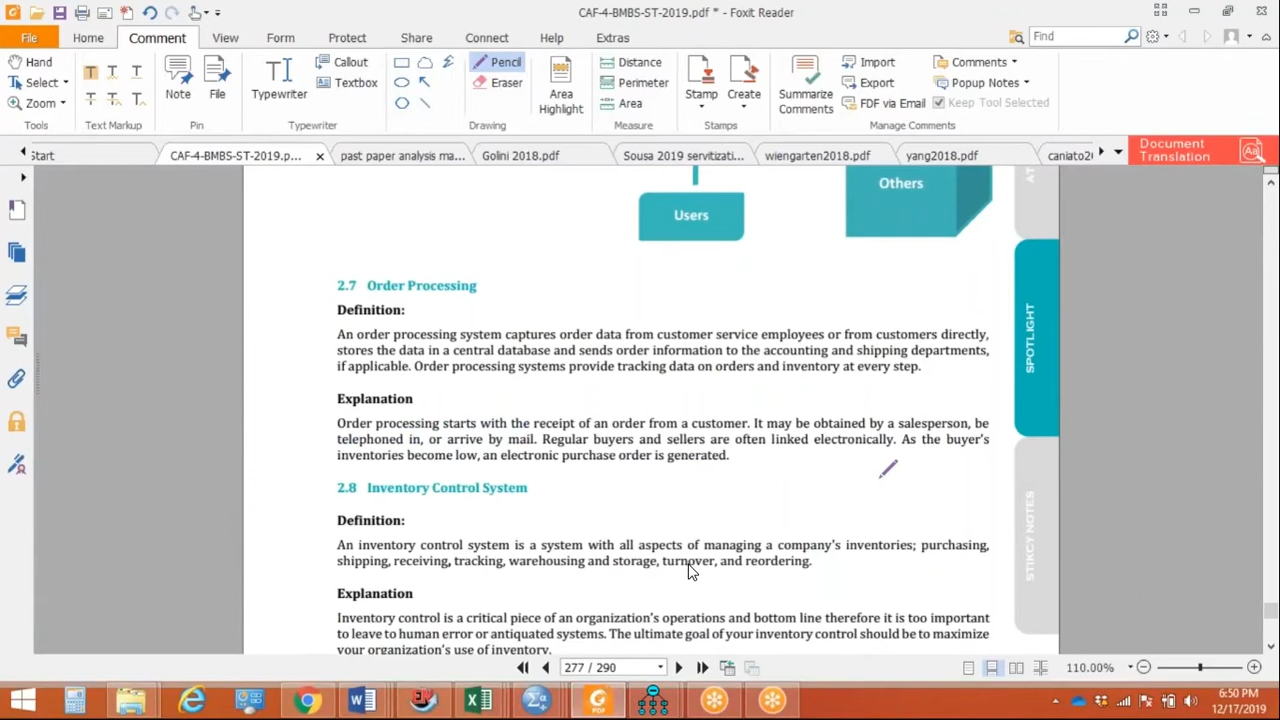 CAF-4-BMBS-ST-2019.pdf * - Foxit Reader
File Home Comment View Form Protect Share Connect Help Extras
Find
Hand
Select
Zoom
Tools
T T T
T T T
Text Markup
Note
File
Pin
Typewriter
Callout
Textbox
Typewriter
Pencil
Eraser
Drawing
Area
Highlight
Distance
Perimeter
Area
Measure
Stamp
Create
Stamps
Summarize
Comments
Import
Export
FDF via Email
Comments
Popup Notes
Keep Tool Selected
Manage Comments
Start CAF-4-BMBS-ST-2019.p... x past paper analysis ma... Golini 2018.pdf Sousa 2019 servitizati... wiengarten2018.pdf yang2018.pdf caniato2
Document
Translation
Users
Others
AT
2.7 Order Processing
Definition:
An order processing system captures order data from customer service employees or from customers directly,
stores the data in a central database and sends order information to the accounting and shipping departments,
if applicable. Order processing systems provide tracking data on orders and inventory at every step.
Explanation
Order processing starts with the receipt of an order from a customer. It may be obtained by a salesperson, be
telephoned in, or arrive by mail. Regular buyers and sellers are often linked electronically. As the buyer's
inventories become low, an electronic purchase order is generated.
2.8 Inventory Control System
Definition:
An inventory control system is a system with all aspects of managing a company's inventories; purchasing,
shipping, receiving, tracking, warehousing and storage, turnover, and reordering.
Explanation
Inventory control is a critical piece of an organization's operations and bottom line therefore it is too important
to leave to human error or antiquated systems. The ultimate goal of your inventory control should be to maximize
your organization's use of inventory.
SPOTLIGHT
STIKCY NOTES
277 / 290
110.00%
6:50 PM
12/17/2019